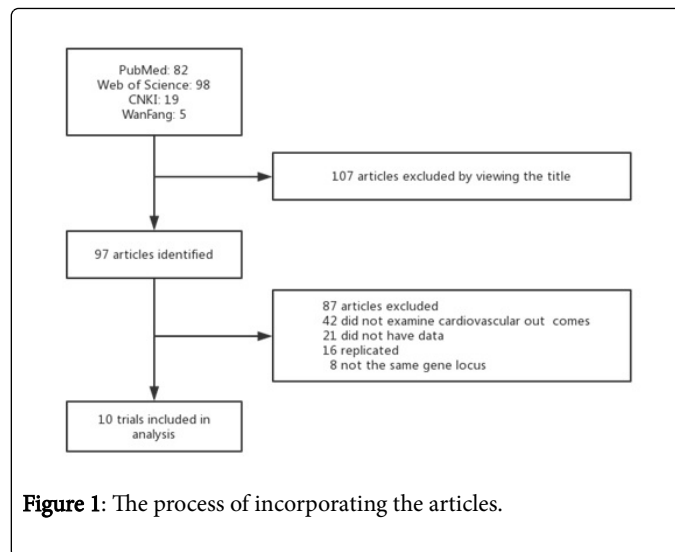 PubMed: 82
Web of Science: 98
CNKI: 19
WanFang: 5
107 articles excluded by viewing the title
97 articles identified
87 articles excluded
42 did not examine cardiovascular out comes
21 did not have data
16 replicated
8 not the same gene locus
10 trials included in
analysis
Figure 1: The process of incorporating the articles.